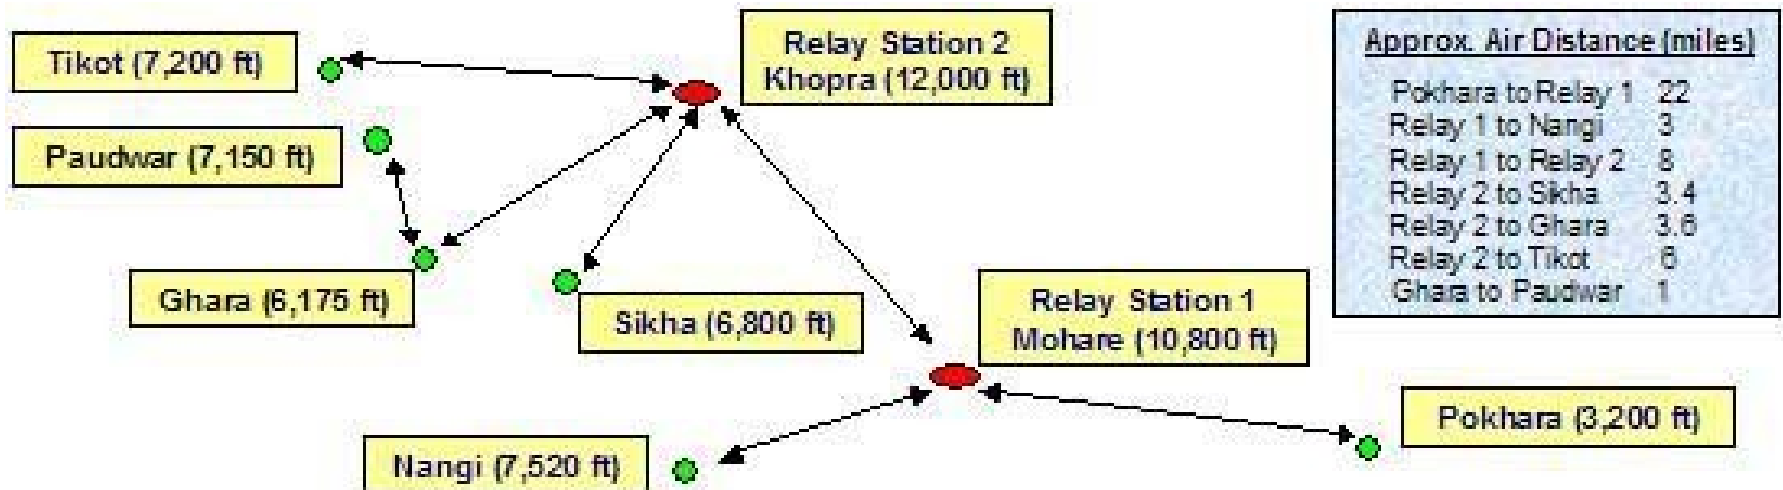 Tikot (7,200 ft)
Relay Station 2
Khopra (12,000 ft)
Paudwar (7,150 ft)
Ghara (6,175 ft)
Sikha (6,800 ft)
Relay Station 1
Mohare (10,800 ft)
Nangi (7,520 ft)
Pokhara (3,200 ft)
Approx. Air Distance (miles)
Pokhara to Relay 1 22
Relay 1 to Nangi 3
Relay 1 to Relay 2 8
Relay 2 to Sikha 3.4
Relay 2 to Ghara 3.6
Relay 2 to Tikot 6
Ghara to Paudwar 1